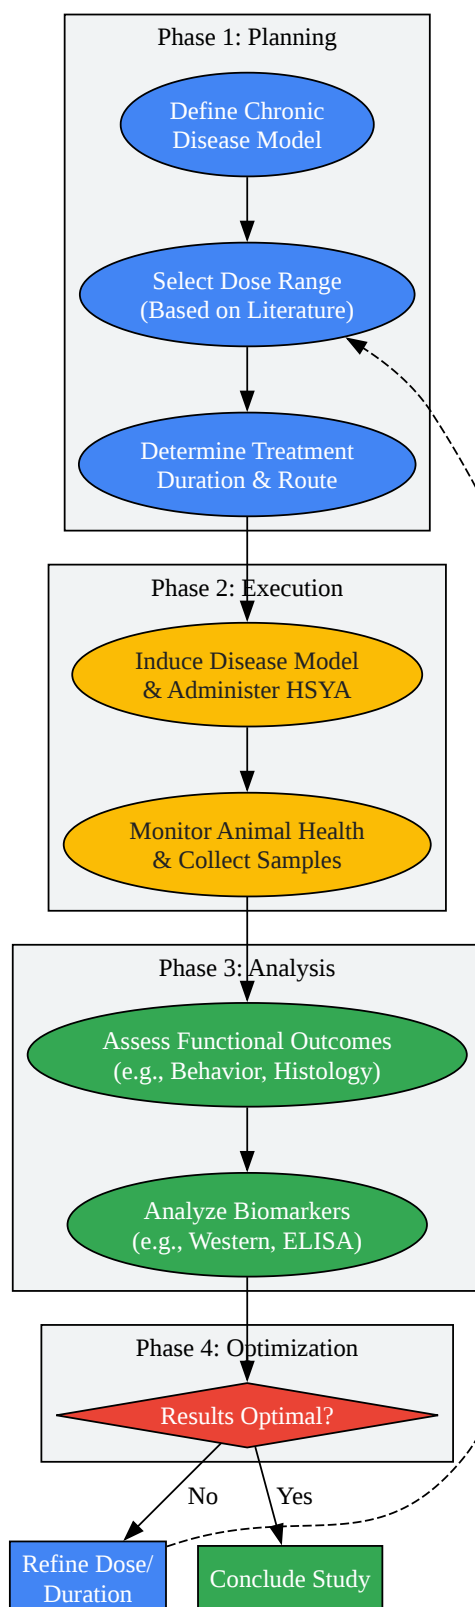 Phase 1: Planning
Define Chronic
Disease Model
Select Dose Range
(Based on Literature)
Determine Treatment
Duration & Route
Phase 2: Execution
Induce Disease Model
& Administer HSYA
Monitor Animal Health
& Collect Samples
Phase 3: Analysis
Assess Functional Outcomes
(e.g., Behavior, Histology)
Analyze Biomarkers
(e.g., Western, ELISA)
Phase 4: Optimization
Results Optimal?
No
Yes
Refine Dose/
Duration
Conclude Study